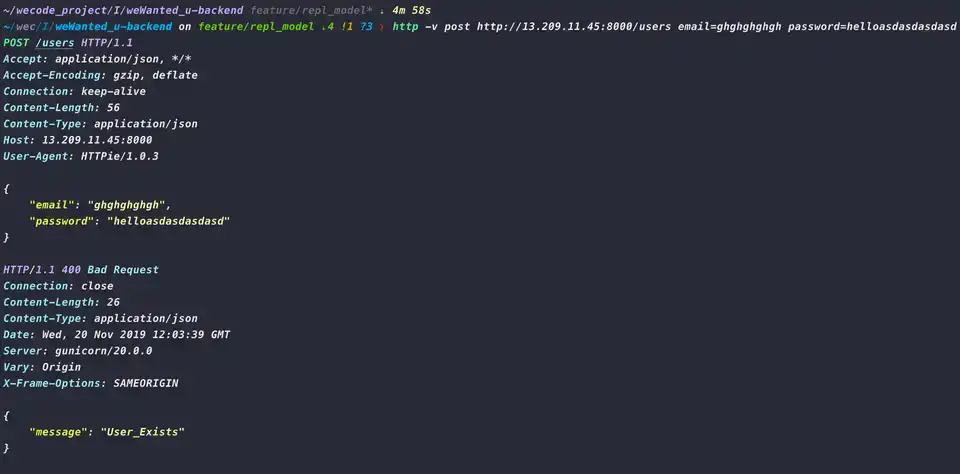 ~/wecode_project/I/weWanted_u-backend feature/repl_model* ⇣ 4m 58s
~/wec/I/weWanted_u-backend on feature/repl_model ⇣4 !1 ?3 ❯ http -v post http://13.209.11.45:8000/users email=ghghghghgh password=helloasdasdasdasd
POST /users HTTP/1.1
Accept: application/json, */*
Accept-Encoding: gzip, deflate
Connection: keep-alive
Content-Length: 56
Content-Type: application/json
Host: 13.209.11.45:8000
User-Agent: HTTPie/1.0.3
{
"email": "ghghghghgh",
"password": "helloasdasdasdasd"
}
HTTP/1.1 400 Bad Request
Connection: close
Content-Length: 26
Content-Type: application/json
Date: Wed, 20 Nov 2019 12:03:39 GMT
Server: gunicorn/20.0.0
Vary: Origin
X-Frame-Options: SAMEORIGIN
{
"message": "User_Exists"
}